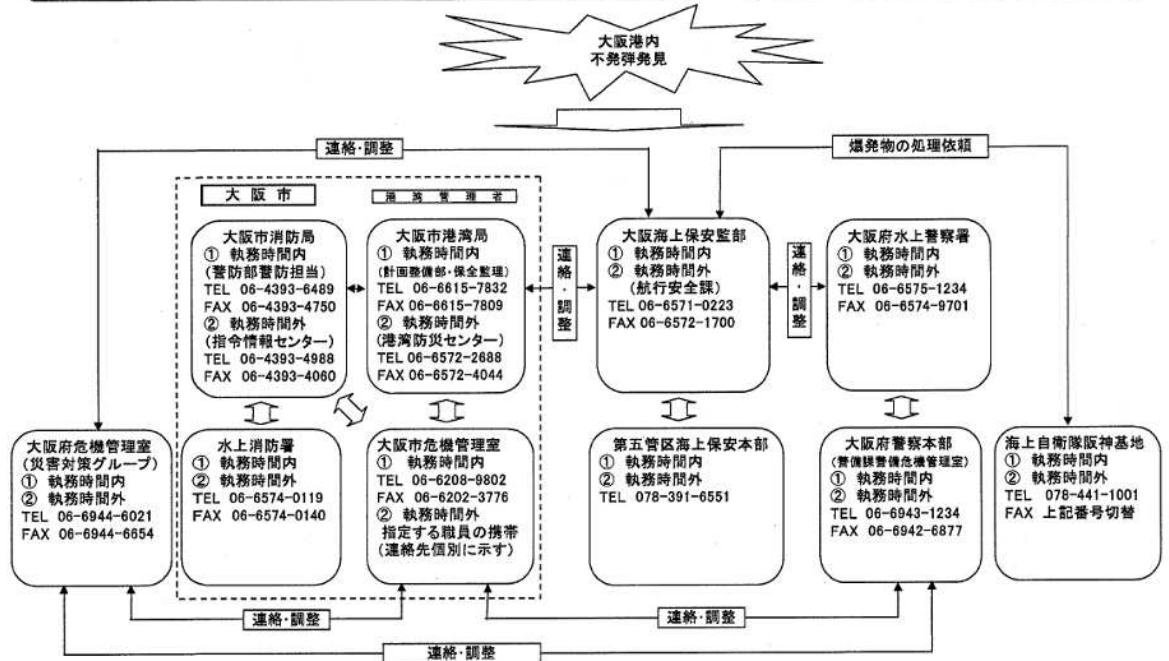 大阪港内
不発弾発見
連絡・調整
爆発物の処理依頼
大阪市
港湾管理者
大阪市消防局
① 執務時間内
(警防部警防担当)
TEL 06-4393-6489
FAX 06-4393-4750
② 執務時間外
(指令情報センター)
TEL 06-4393-4988
FAX 06-4393-4060
大阪市港湾局
① 執務時間内
(計画整備部・保全監理)
TEL 06-6615-7832
FAX 06-6615-7809
② 執務時間外
(港湾防災センター)
TEL 06-6572-2688
FAX 06-6572-4044
連絡・調整
大阪海上保安監部
① 執務時間内
② 執務時間外
(航行安全課)
TEL 06-6571-0223
FAX 06-6572-1700
連絡・調整
大阪府水上警察署
① 執務時間内
② 執務時間外
TEL 06-6575-1234
FAX 06-6574-9701
大阪府危機管理室
(災害対策グループ)
① 執務時間内
② 執務時間外
TEL 06-6944-6021
FAX 06-6944-6654
水上消防署
① 執務時間内
② 執務時間外
TEL 06-6574-0119
FAX 06-6574-0140
大阪市危機管理室
① 執務時間内
TEL 06-6208-9802
FAX 06-6202-3776
② 執務時間外
指定する職員の携帯
(連絡先個別に示す)
第五管区海上保安本部
① 執務時間内
② 執務時間外
TEL 078-391-6551
大阪府警察本部
(警備課警備危機管理室)
① 執務時間内
② 執務時間外
TEL 06-6943-1234
FAX 06-6942-6877
海上自衛隊阪神基地
① 執務時間内
② 執務時間外
TEL 078-441-1001
FAX 上記番号切替
連絡・調整
連絡・調整
連絡・調整